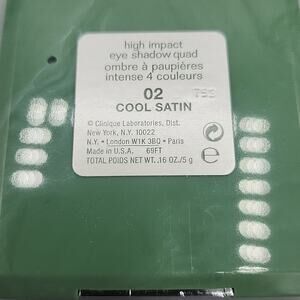 high impact
eye shadow quad
ombre à paupières
intense 4 couleurs
02
COOL SATIN
© Clinique Laboratories, Dist.
New York, N.Y. 10022
N.Y. • London W1K 3BQ • Paris
Made in U.S.A. 69FT
TOTAL POIDS NET WT. .16 OZ./5 g